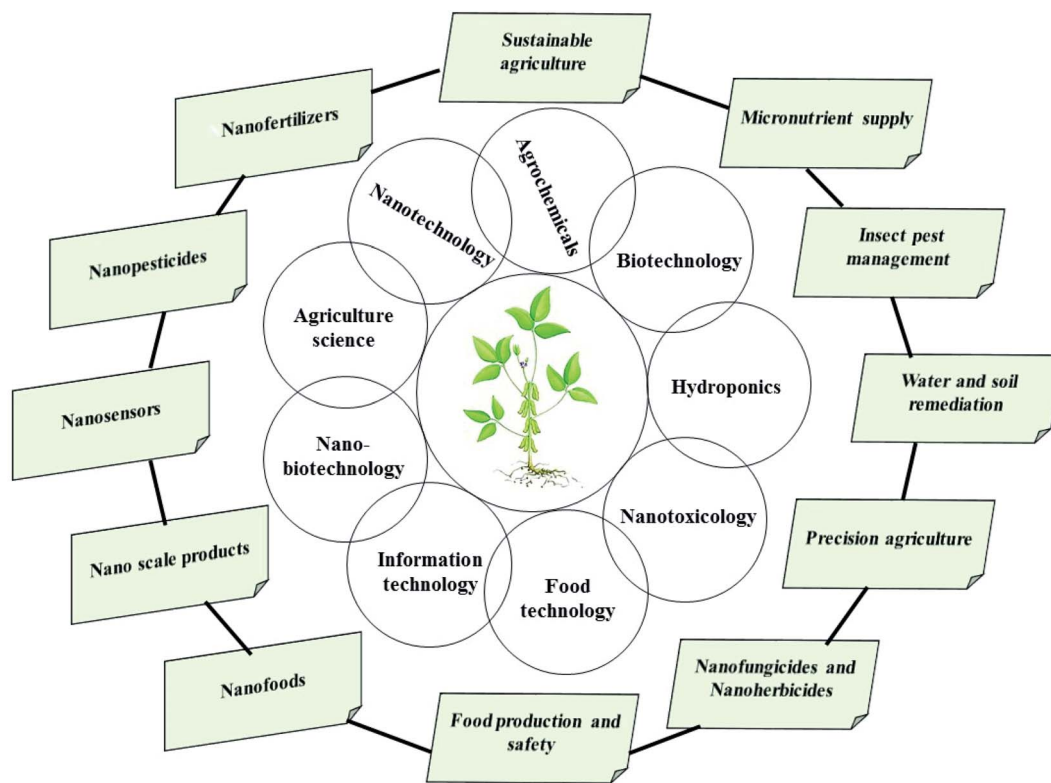 Sustainable
agriculture
Micronutrient supply
Insect pest
management
Water and soil
remediation
Precision agriculture
Nanofungicides and
Nanoherbicides
Food production and
safety
Nanofoods
Nano scale products
Nanosensors
Nanopesticides
Nanofertilizers
Agrochemicals
Biotechnology
Hydroponics
Nanotoxicology
Food
technology
Information
technology
Nano-
biotechnology
Agriculture
science
Nanotechnology